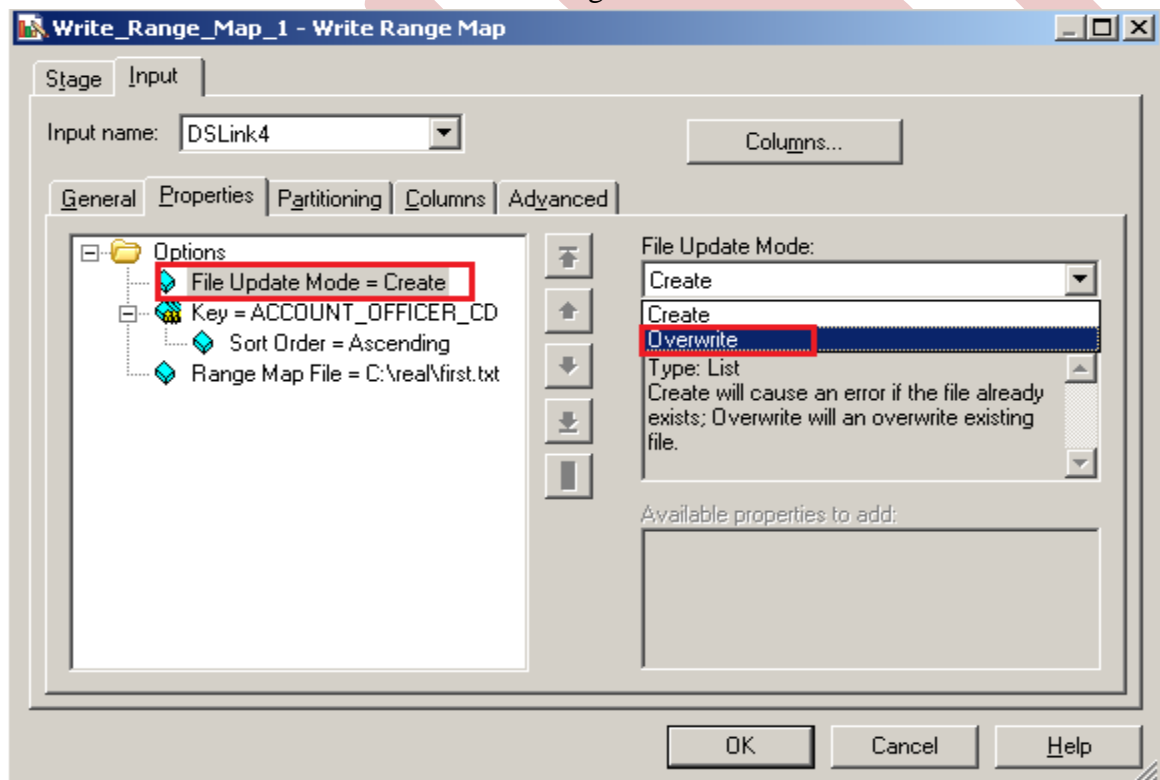 Write_Range_Map_1 - Write Range Map
Stage Input
Input name: DSLink4
Columns...
General Properties Partitioning Columns Advanced
Options
File Update Mode = Create
Key = ACCOUNT_OFFICER_CD
Sort Order = Ascending
Range Map File = C:\real\first.txt
File Update Mode:
Create
Create
Overwrite
Type: List
Create will cause an error if the file already
exists; Overwrite will an overwrite existing
file.
Available properties to add:
OK Cancel Help